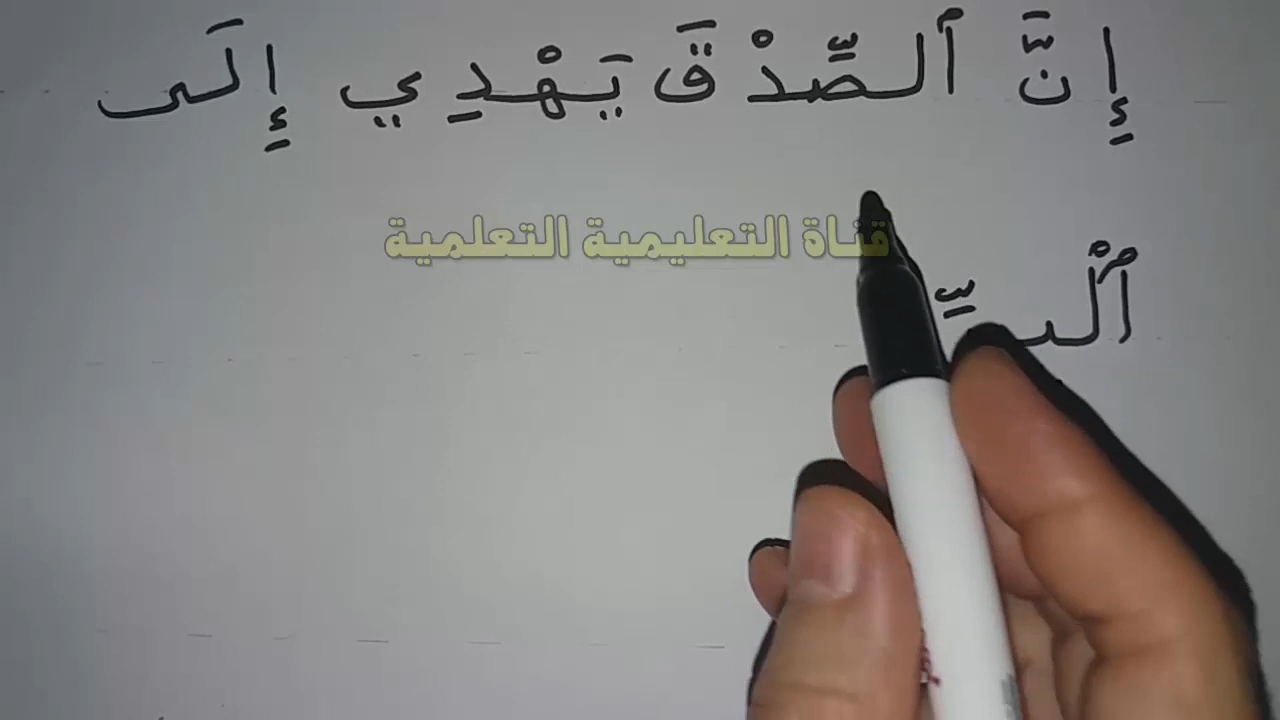 إِنَّ ٱلصِّدْقَ يَهْدِي إِلَى
قناة التعليمية التعلمية